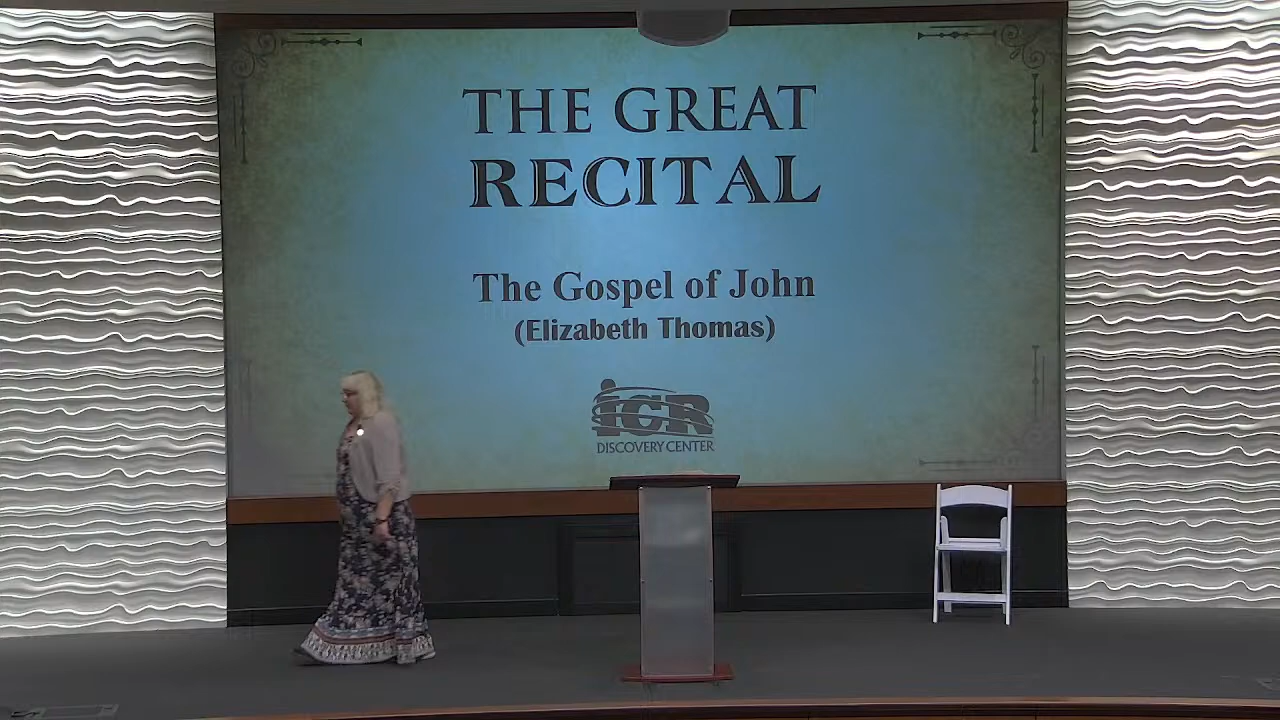 THE GREAT
RECITAL
The Gospel of John
(Elizabeth Thomas)
ICR
DISCOVERY CENTER